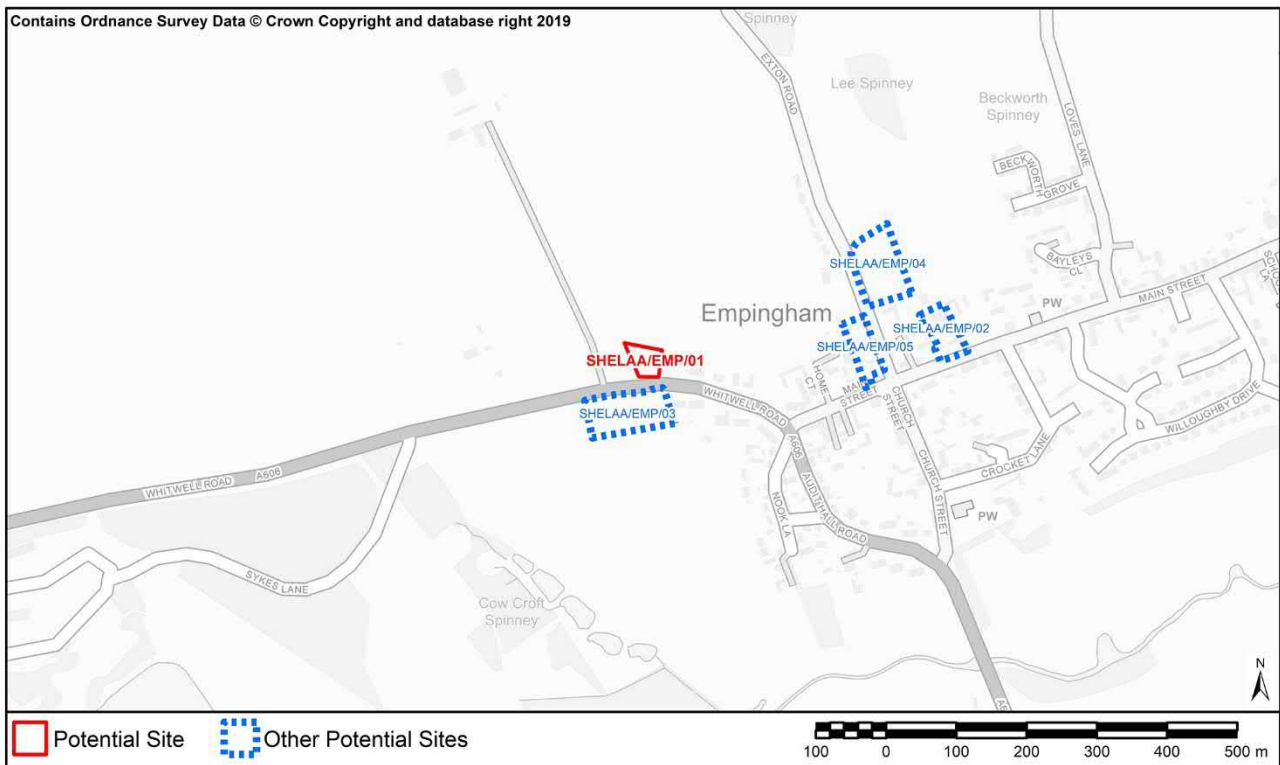 Contains Ordnance Survey Data © Crown Copyright and database right 2019
Spinney
EXTON ROAD
Lee Spinney
Beckworth
Spinney
LOVES LANE
BECK
WORTH
GROVE
SHELAA/EMP/04
BAYLEYS
CL
MAIN STREET
PW
Empingham
SHELAA/EMP/02
SHELAA/EMP/05
SHELAA/EMP/01
HOME
CT
MA
STREET
WHITWELL ROAD
SHELAA/EMP/03
CHURCH
STREET
WILLOUGHBY DRIVE
A606
CROCKET LANE
CHURCH STREET
WHITWELL ROAD
A606
NOOK LA
AUDIT HALL ROAD
PW
SYKES LANE
Cow Croft
Spinney
N
Potential Site
Other Potential Sites
100 0 100 200 300 400 500 m